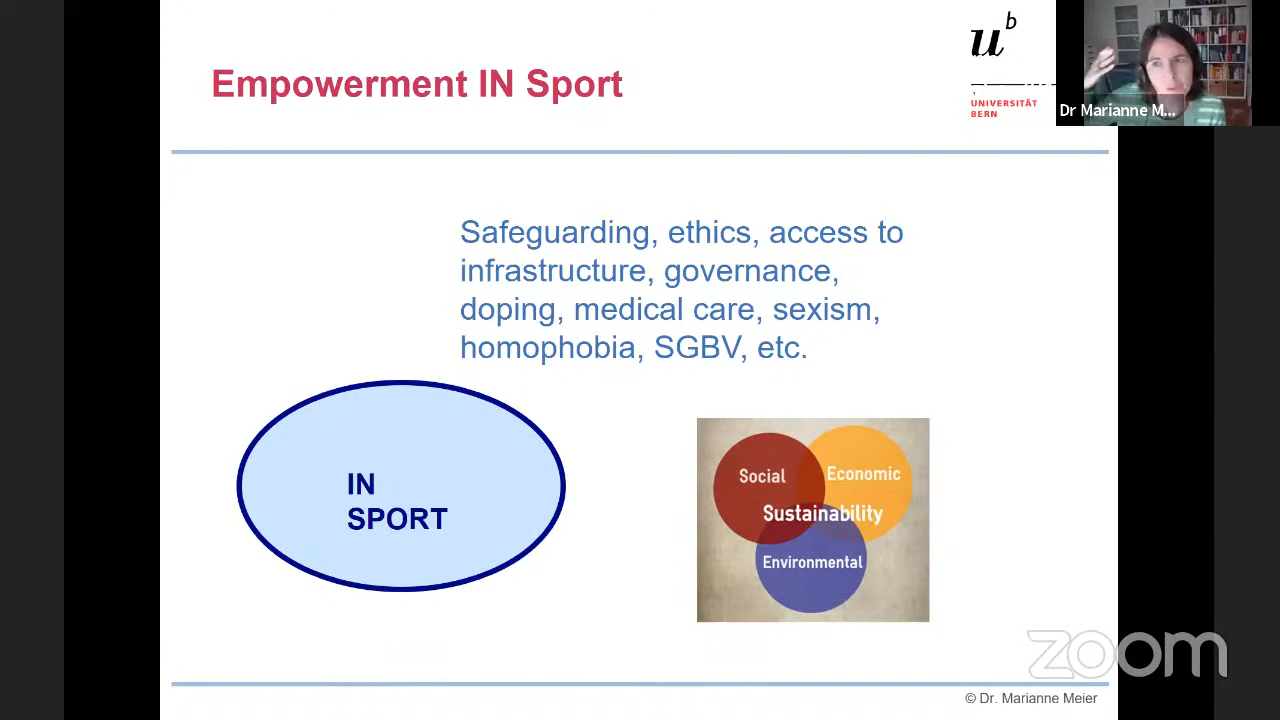 Empowerment IN Sport
u
b
UNIVERSITÄT
BERN
Dr Marianne M...
Safeguarding, ethics, access to
infrastructure, governance,
doping, medical care, sexism,
homophobia, SGBV, etc.
IN
SPORT
Social
Economic
Sustainability
Environmental
zoom
© Dr. Marianne Meier